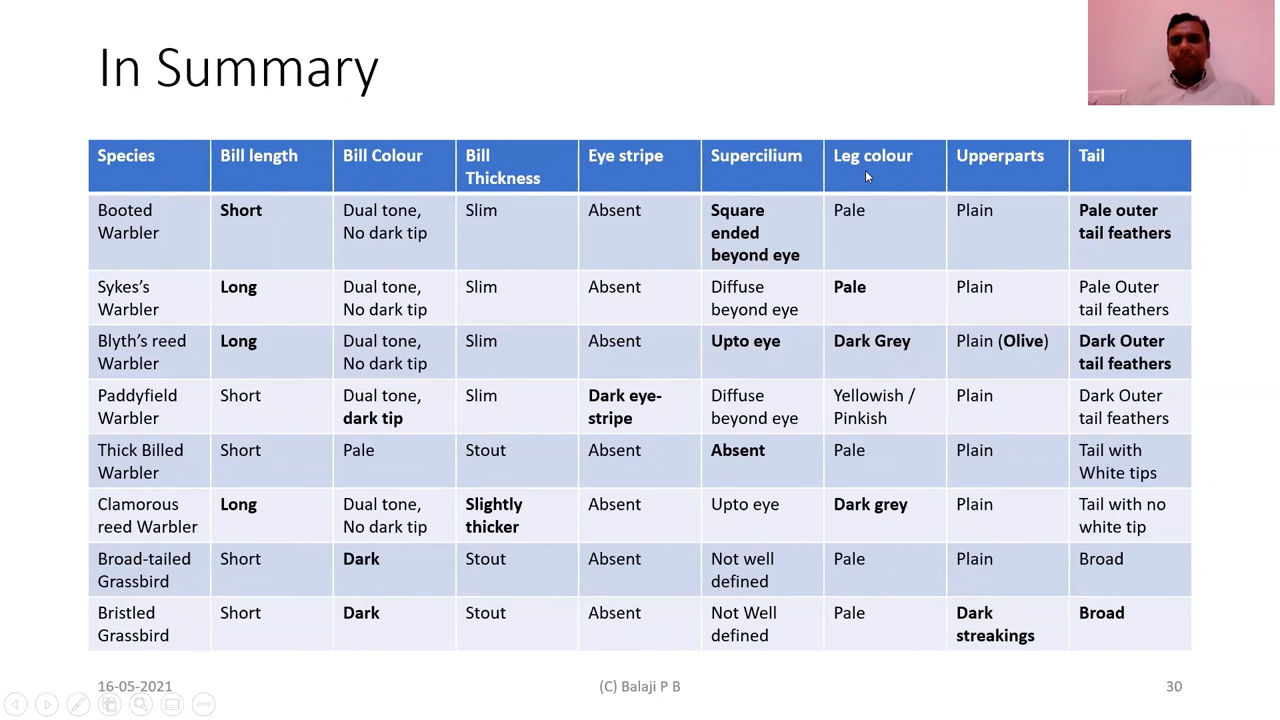 In Summary
Species Bill length Bill Colour Bill Thickness Eye stripe Supercilium Leg colour Upperparts Tail
Booted Warbler Short Dual tone, No dark tip Slim Absent Square ended beyond eye Pale Plain Pale outer tail feathers
Sykes's Warbler Long Dual tone, No dark tip Slim Absent Diffuse beyond eye Pale Plain Pale Outer tail feathers
Blyth's reed Warbler Long Dual tone, No dark tip Slim Absent Upto eye Dark Grey Plain (Olive) Dark Outer tail feathers
Paddyfield Warbler Short Dual tone, dark tip Slim Dark eye-stripe Diffuse beyond eye Yellowish / Pinkish Plain Dark Outer tail feathers
Thick Billed Warbler Short Pale Stout Absent Absent Pale Plain Tail with White tips
Clamorous reed Warbler Long Dual tone, No dark tip Slightly thicker Absent Upto eye Dark grey Plain Tail with no white tip
Broad-tailed Grassbird Short Dark Stout Absent Not well defined Pale Plain Broad
Bristled Grassbird Short Dark Stout Absent Not Well defined Pale Dark streakings Broad
16-05-2021 (C) Balaji P B 30